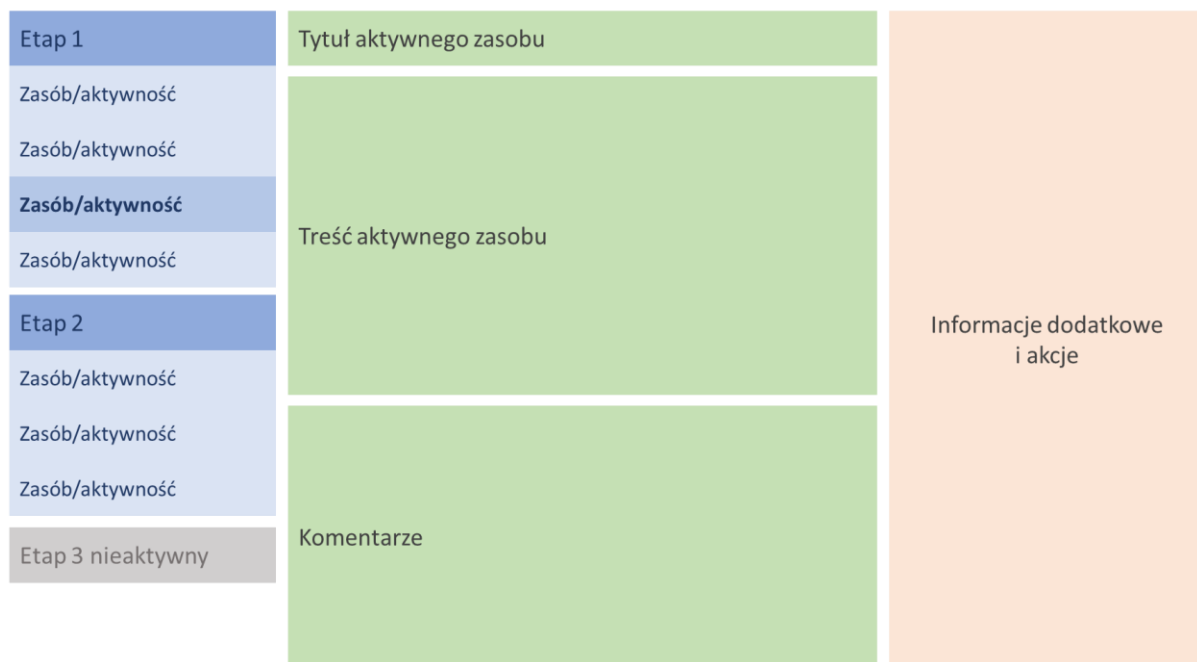 Etap 1
Zasób/aktywność
Zasób/aktywność
Zasób/aktywność
Zasób/aktywność
Etap 2
Zasób/aktywność
Zasób/aktywność
Zasób/aktywność
Etap 3 nieaktywny
Tytuł aktywnego zasobu
Treść aktywnego zasobu
Komentarze
Informacje dodatkowe
i akcje